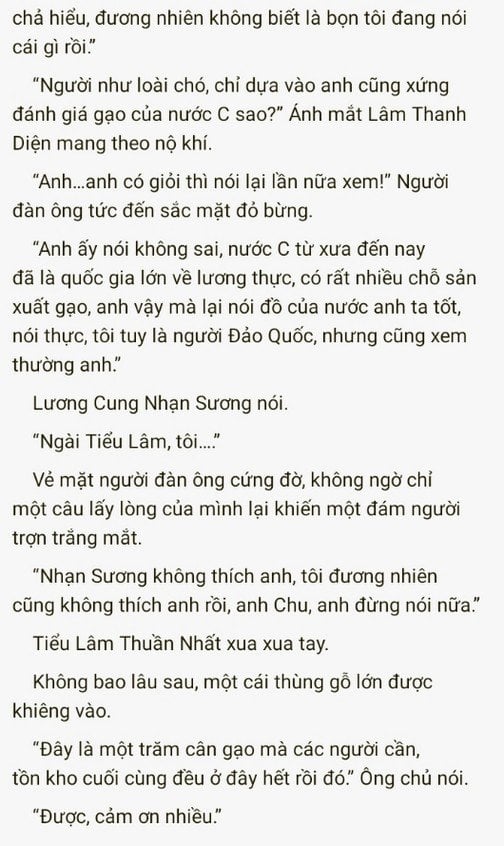 chả hiểu, đương nhiên không biết là bọn tôi đang nói
cái gì rồi.”
“Người như loài chó, chỉ dựa vào anh cũng xứng
đánh giá gạo của nước C sao?” Ánh mắt Lâm Thanh
Diện mang theo nộ khí.
“Anh...anh có giỏi thì nói lại lần nữa xem!” Người
đàn ông tức đến sắc mặt đỏ bừng.
“Anh ấy nói không sai, nước C từ xưa đến nay
đã là quốc gia lớn về lương thực, có rất nhiều chỗ sản
xuất gạo, anh vậy mà lại nói đồ của nước anh ta tốt,
nói thực, tôi tuy là người Đảo Quốc, nhưng cũng xem
thường anh.”
Lương Cung Nhạn Sương nói.
“Ngài Tiểu Lâm, tôi....”
Vẻ mặt người đàn ông cứng đờ, không ngờ chỉ
một câu lấy lòng của mình lại khiến một đám người
trợn trắng mắt.
“Nhạn Sương không thích anh, tôi đương nhiên
cũng không thích anh rồi, anh Chu, anh đừng nói nữa.”
Tiểu Lâm Thuần Nhất xua xua tay.
Không bao lâu sau, một cái thùng gỗ lớn được
khiêng vào.
“Đây là một trăm cân gạo mà các người cần,
tồn kho cuối cùng đều ở đây hết rồi đó.” Ông chủ nói.
“Được, cảm ơn nhiều.”